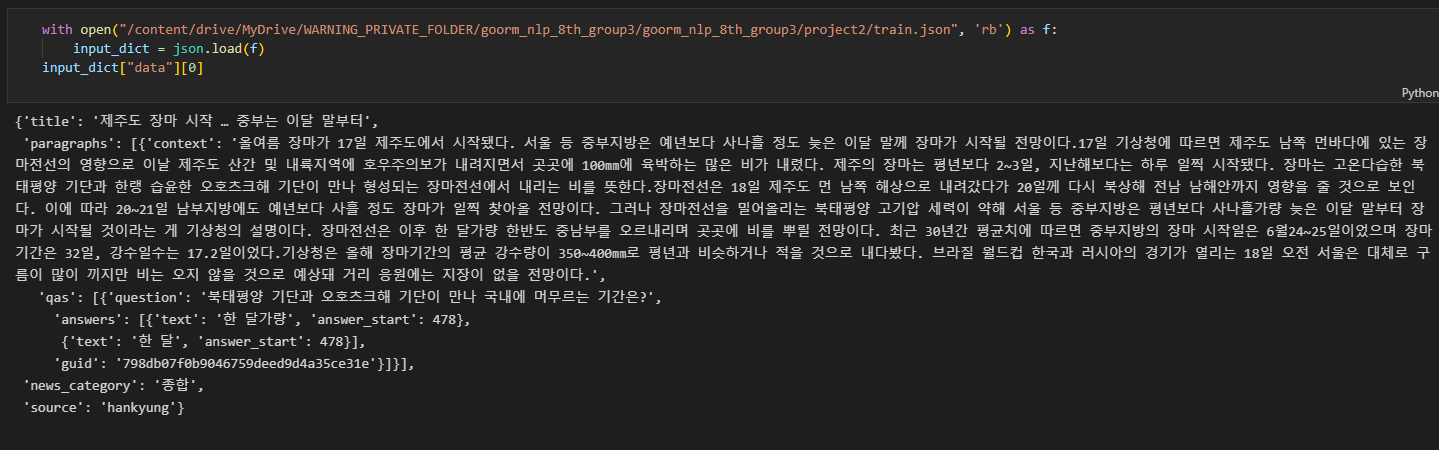 with open("/content/drive/MyDrive/WARNING_PRIVATE_FOLDER/goorm_nlp_8th_group3/goorm_nlp_8th_group3/project2/train.json", 'rb') as f:
    input_dict = json.load(f)
input_dict["data"][0]
Python
{'title': '제주도 장마 시작 … 중부는 이달 말부터',
 'paragraphs': [{'context': '올여름 장마가 17일 제주도에서 시작됐다. 서울 등 중부지방은 예년보다 사나흘 정도 늦은 이달 말께 장마가 시작될 전망이다.17일 기상청에 따르면 제주도 남쪽 먼바다에 있는 장
마전선의 영향으로 이날 제주도 산간 및 내륙지역에 호우주의보가 내려지면서 곳곳에 100㎜에 육박하는 많은 비가 내렸다. 제주의 장마는 평년보다 2~3일, 지난해보다는 하루 일찍 시작됐다. 장마는 고온다습한 북
태평양 기단과 한랭 습윤한 오호츠크해 기단이 만나 형성되는 장마전선에서 내리는 비를 뜻한다.장마전선은 18일 제주도 먼 남쪽 해상으로 내려갔다가 20일께 다시 북상해 전남 남해안까지 영향을 줄 것으로 보인
다. 이에 따라 20~21일 남부지방에도 예년보다 사흘 정도 장마가 일찍 찾아올 전망이다. 그러나 장마전선을 밀어올리는 북태평양 고기압 세력이 약해 서울 등 중부지방은 평년보다 사나흘가량 늦은 이달 말부터 장
마가 시작될 것이라는 게 기상청의 설명이다. 장마전선은 이후 한 달가량 한반도 중남부를 오르내리며 곳곳에 비를 뿌릴 전망이다. 최근 30년간 평균치에 따르면 중부지방의 장마 시작일은 6월24~25일이었으며 장마
기간은 32일, 강수일수는 17.2일이었다.기상청은 올해 장마기간의 평균 강수량이 350~400㎜로 평년과 비슷하거나 적을 것으로 내다봤다. 브라질 월드컵 한국과 러시아의 경기가 열리는 18일 오전 서울은 대체로 구
름이 많이 끼지만 비는 오지 않을 것으로 예상돼 거리 응원에는 지장이 없을 전망이다.',
   'qas': [{'question': '북태평양 기단과 오호츠크해 기단이 만나 국내에 머무르는 기간은?',
     'answers': [{'text': '한 달가량', 'answer_start': 478},
      {'text': '한 달', 'answer_start': 478}],
     'guid': '798db07f0b9046759deed9d4a35ce31e'}]}],
 'news_category': '종합',
 'source': 'hankyung'}